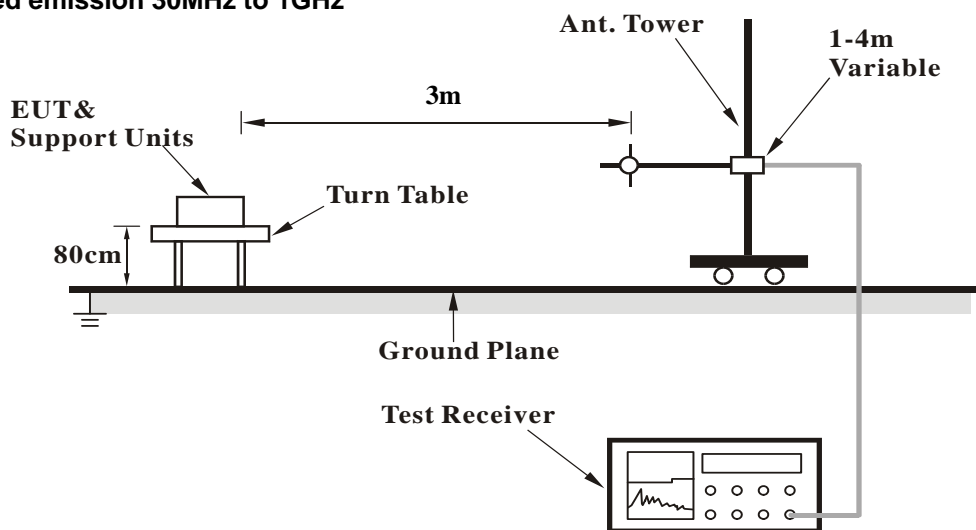 emission 30MHz to 1GHz
Ant. Tower
1-4m
Variable
3m
EUT&
Support Units
Turn Table
80cm
Ground Plane
Test Receiver